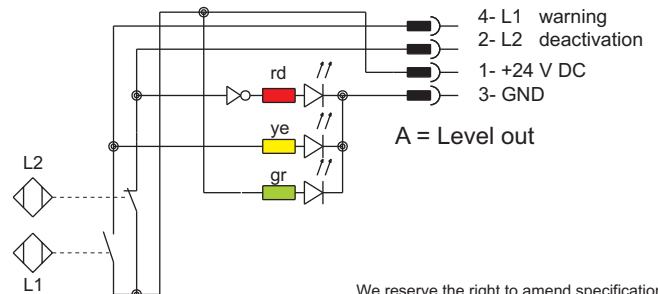 4- L1 warning
2- L2 deactivation
1- +24 V DC
3- GND
rd
A = Level out
ye
gr
L2
L1
We reserve the right to amend specification